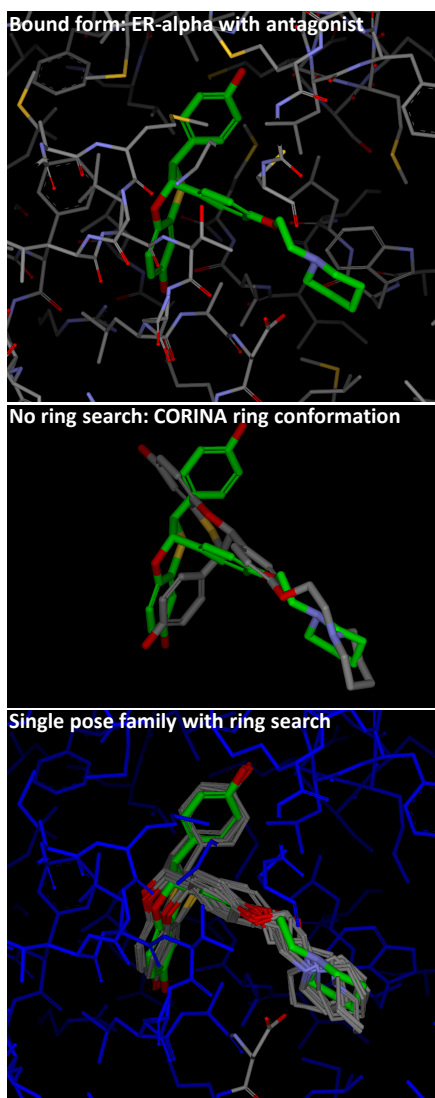 Bound form: ER-alpha with antagonist
No ring search: CORINA ring conformation
Single pose family with ring search